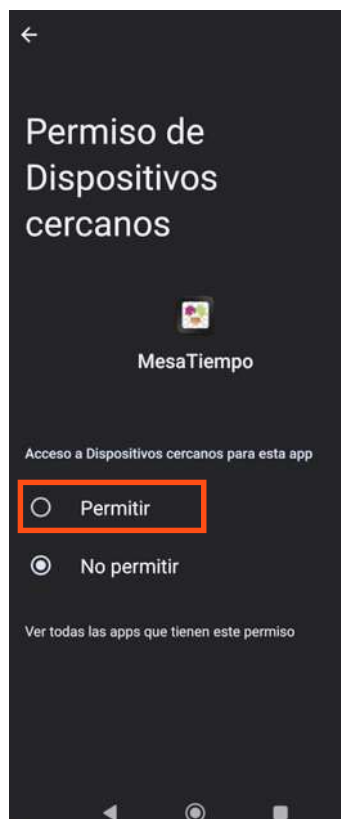 Permiso de
Dispositivos
cercanos
MesaTiempo
Acceso a Dispositivos cercanos para esta app
Permitir
No permitir
Ver todas las apps que tienen este permiso